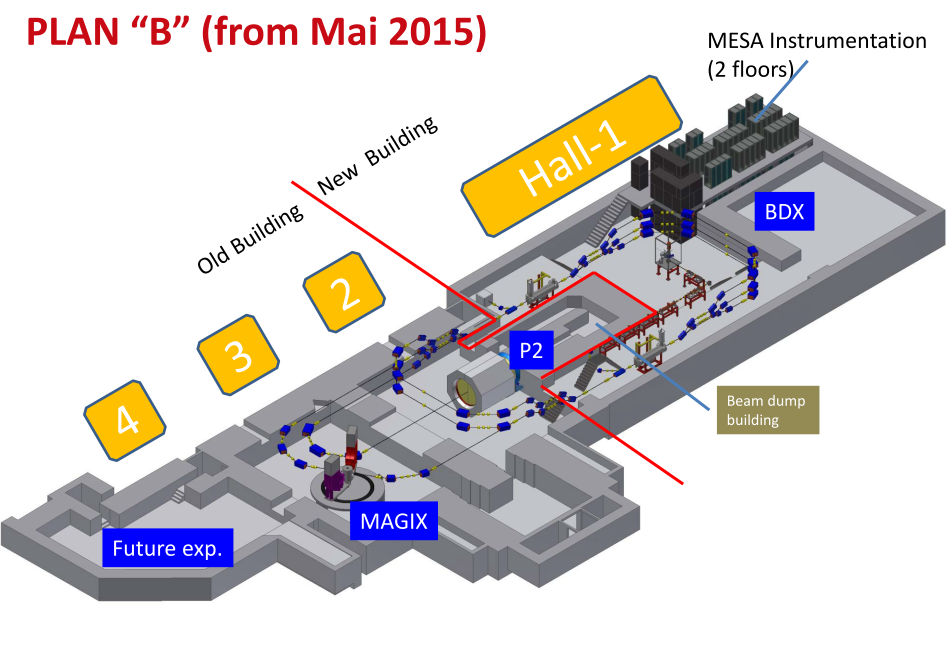 PLAN “B” (from Mai 2015)
MESA Instrumentation
(2 floors)
New Building
Old Building
Hall-1
2
3
4
BDX
P2
Beam dump
building
MAGIX
Future exp.